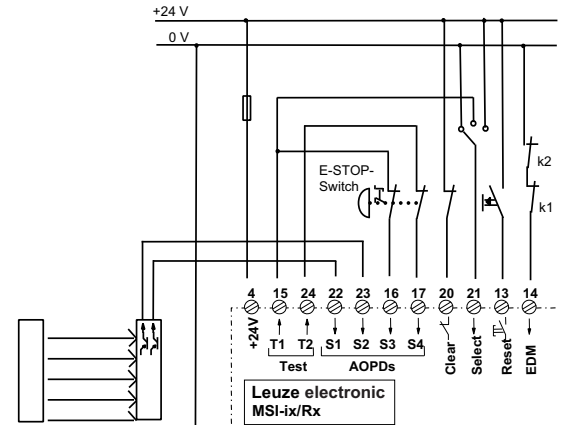 +24 V
0 V
k2
E-STOP-
Switch
k1
4 15 24 22 23 16 17 20 21 13 14
+24V T1 T2 S1 S2 S3 S4 Clear Select Reset EDM
Test AOPDs
Leuze electronic
MSI-ix/Rx